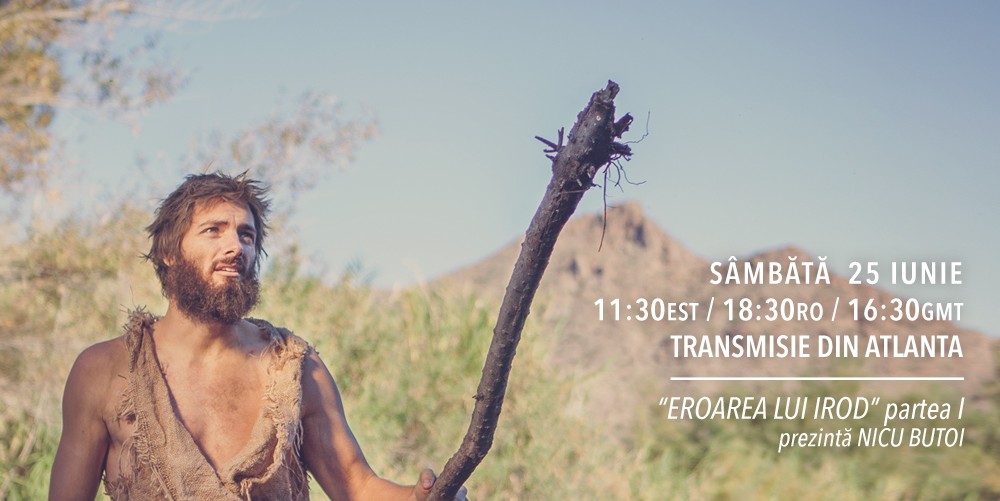 SÂMBĂTĂ 25 IUNIE
11:30EST / 18:30RO / 16:30GMT
TRANSMISIE DIN ATLANTA
“EROAREA LUI IROD” partea I
prezintă NICU BUTOI